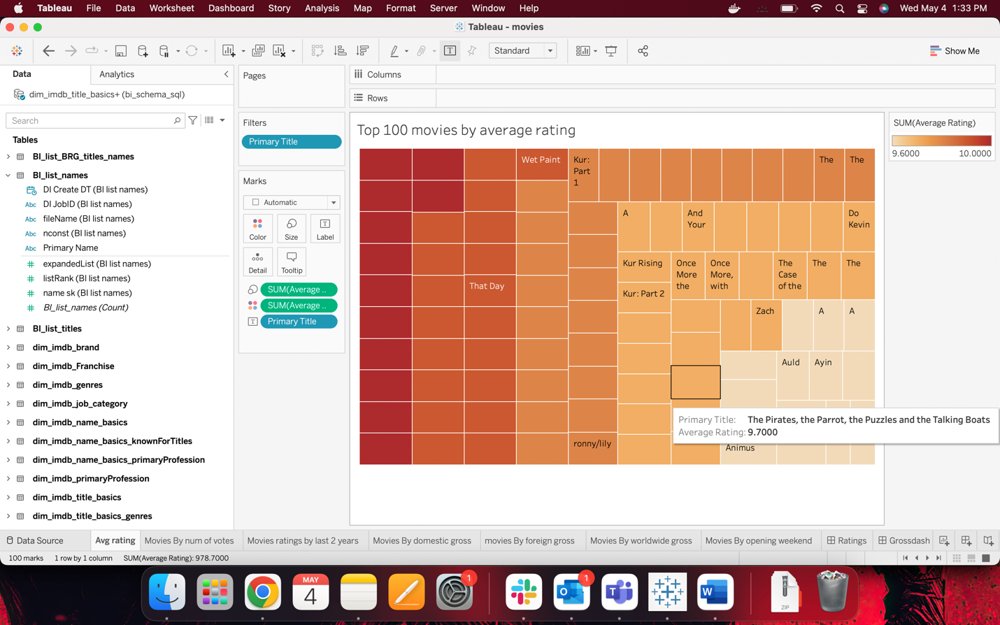 Tableau File Data Worksheet Dashboard Story Analysis Map Format Server Window Help Wed May 4 1:33 PM
Tableau - movies
Standard Show Me
Data Analytics
dim_imdb_title_basics+ (bi_schema_sql)
Search
Tables
BI_list_BRG_titles_names
BI_list_names
DI Create DT (BI list names)
Abc DI JobID (BI list names)
Abc fileName (BI list names)
Abc nconst (BI list names)
Abc Primary Name
# expandedList (BI list names)
# listRank (BI list names)
# name sk (BI list names)
# BI_list_names (Count)
BI_list_titles
dim_imdb_brand
dim_imdb_Franchise
dim_imdb_genres
dim_imdb_job_category
dim_imdb_name_basics
dim_imdb_name_basics_knownForTitles
dim_imdb_name_basics_primaryProfession
dim_imdb_primaryProfession
dim_imdb_title_basics
dim_imdb_title_basics_genres
Pages
Filters
Primary Title
Marks
Automatic
Color Size Label
Detail Tooltip
SUM(Average ..
SUM(Average ..
Primary Title
Columns
Rows
Top 100 movies by average rating
Wet Paint
That Day
Kur:
Part
1
The The
A
And
Your
Do
Kevin
Kur Rising
Once
More
the
Once
More,
with
The
Case
of the
The The
Kur: Part 2
Zach A A
Auld Ayin
ronny/lily
Animus
Primary Title: The Pirates, the Parrot, the Puzzles and the Talking Boats
Average Rating: 9.7000
SUM(Average Rating)
9.6000 10.0000
Data Source Avg rating Movies By num of votes Movies ratings by last 2 years Movies By domestic gross movies By foreign gross Movies By worldwide gross Movies By opening weekend Ratings Grossdash
100 marks 1 row by 1 column SUM(Average Rating): 978.7000
MAY
4
1
1
O
T
W
ZIP